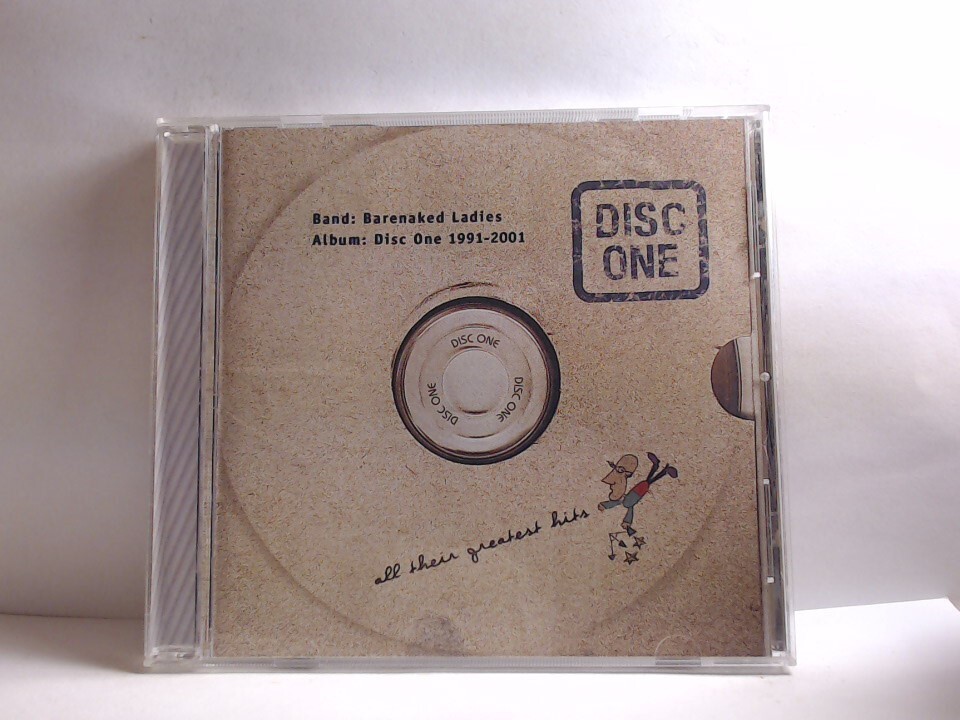 Band: Barenaked Ladies
Album: Disc One 1991-2001
DISC
ONE
DISC ONE
DISC ONE
DISC ONE
all their greatest hits